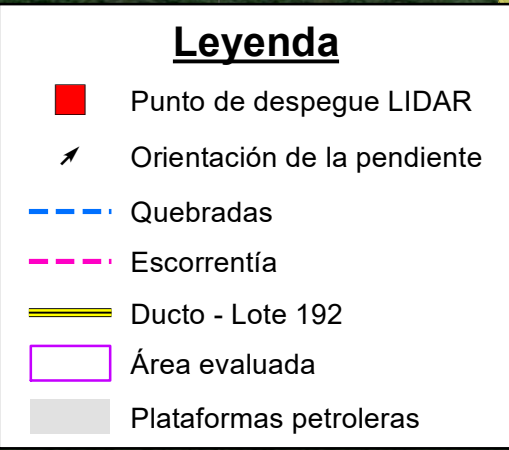 Leyenda
Punto de despegue LIDAR
Orientación de la pendiente
Quebradas
Escorrentía
Ducto - Lote 192
Área evaluada
Plataformas petroleras